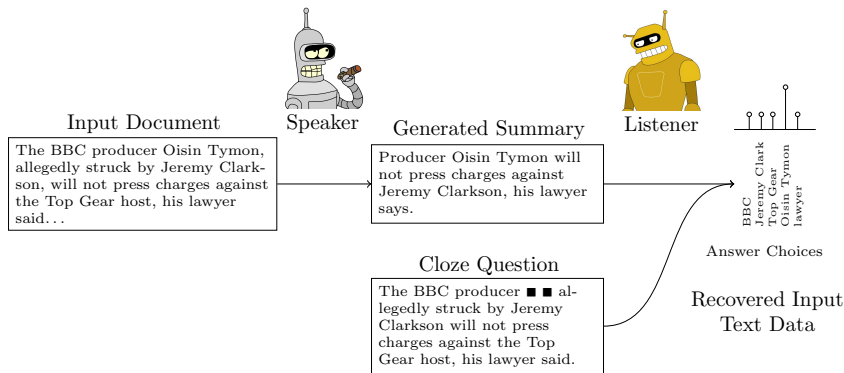 Input Document
The BBC producer Oisin Tymon,
allegedly struck by Jeremy Clark-
son, will not press charges against
the Top Gear host, his lawyer
said...
Speaker
Generated Summary
Producer Oisin Tymon will
not press charges against
Jeremy Clarkson, his lawyer
says.
Cloze Question
The BBC producer ■ ■ al-
legedly struck by Jeremy
Clarkson will not press
charges against the Top
Gear host, his lawyer said.
Listener
BBC
Jeremy Clark
Top Gear
Oisin Tymon
lawyer
Answer Choices
Recovered Input
Text Data